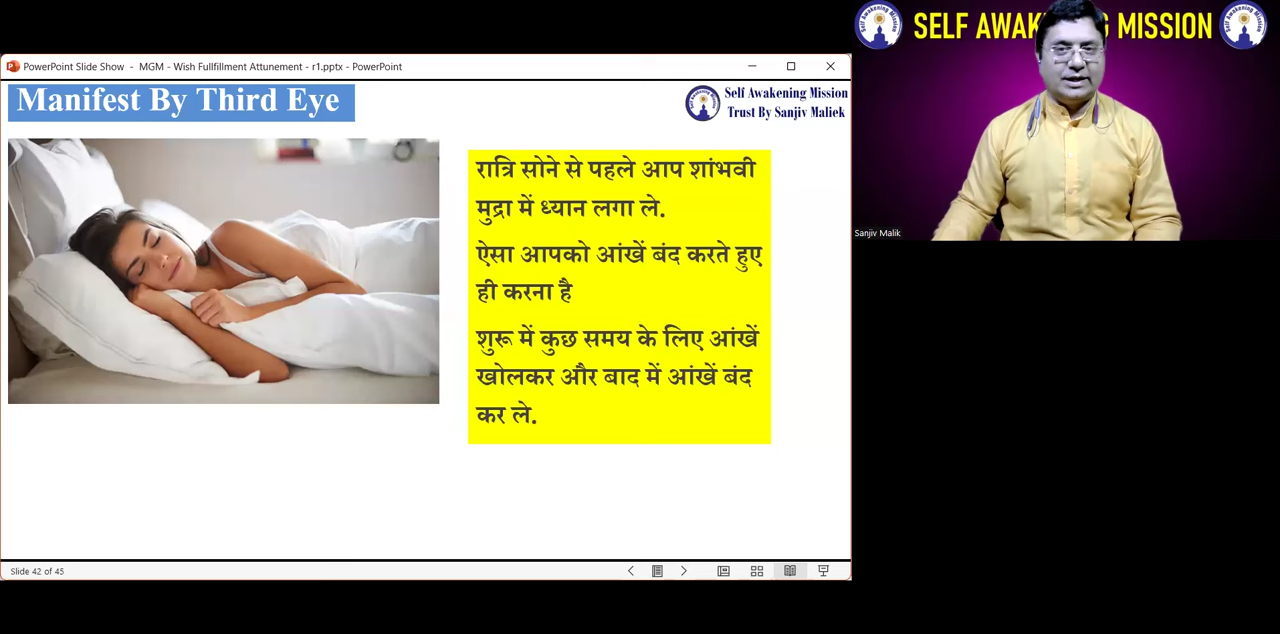 PowerPoint Slide Show - MGM - Wish Fullfillment Attunement - r1.pptx - PowerPoint
Manifest By Third Eye
Self Awakening Mission
Trust By Sanjiv Maliek
रात्रि सोने से पहले आप शांभवी
मुद्रा में ध्यान लगा ले.
ऐसा आपको आंखें बंद करते हुए
ही करना है
शुरू में कुछ समय के लिए आंखें
खोलकर और बाद में आंखें बंद
कर ले.
Slide 42 of 45
SELF AWAK G MISSION
Sanjiv Malik